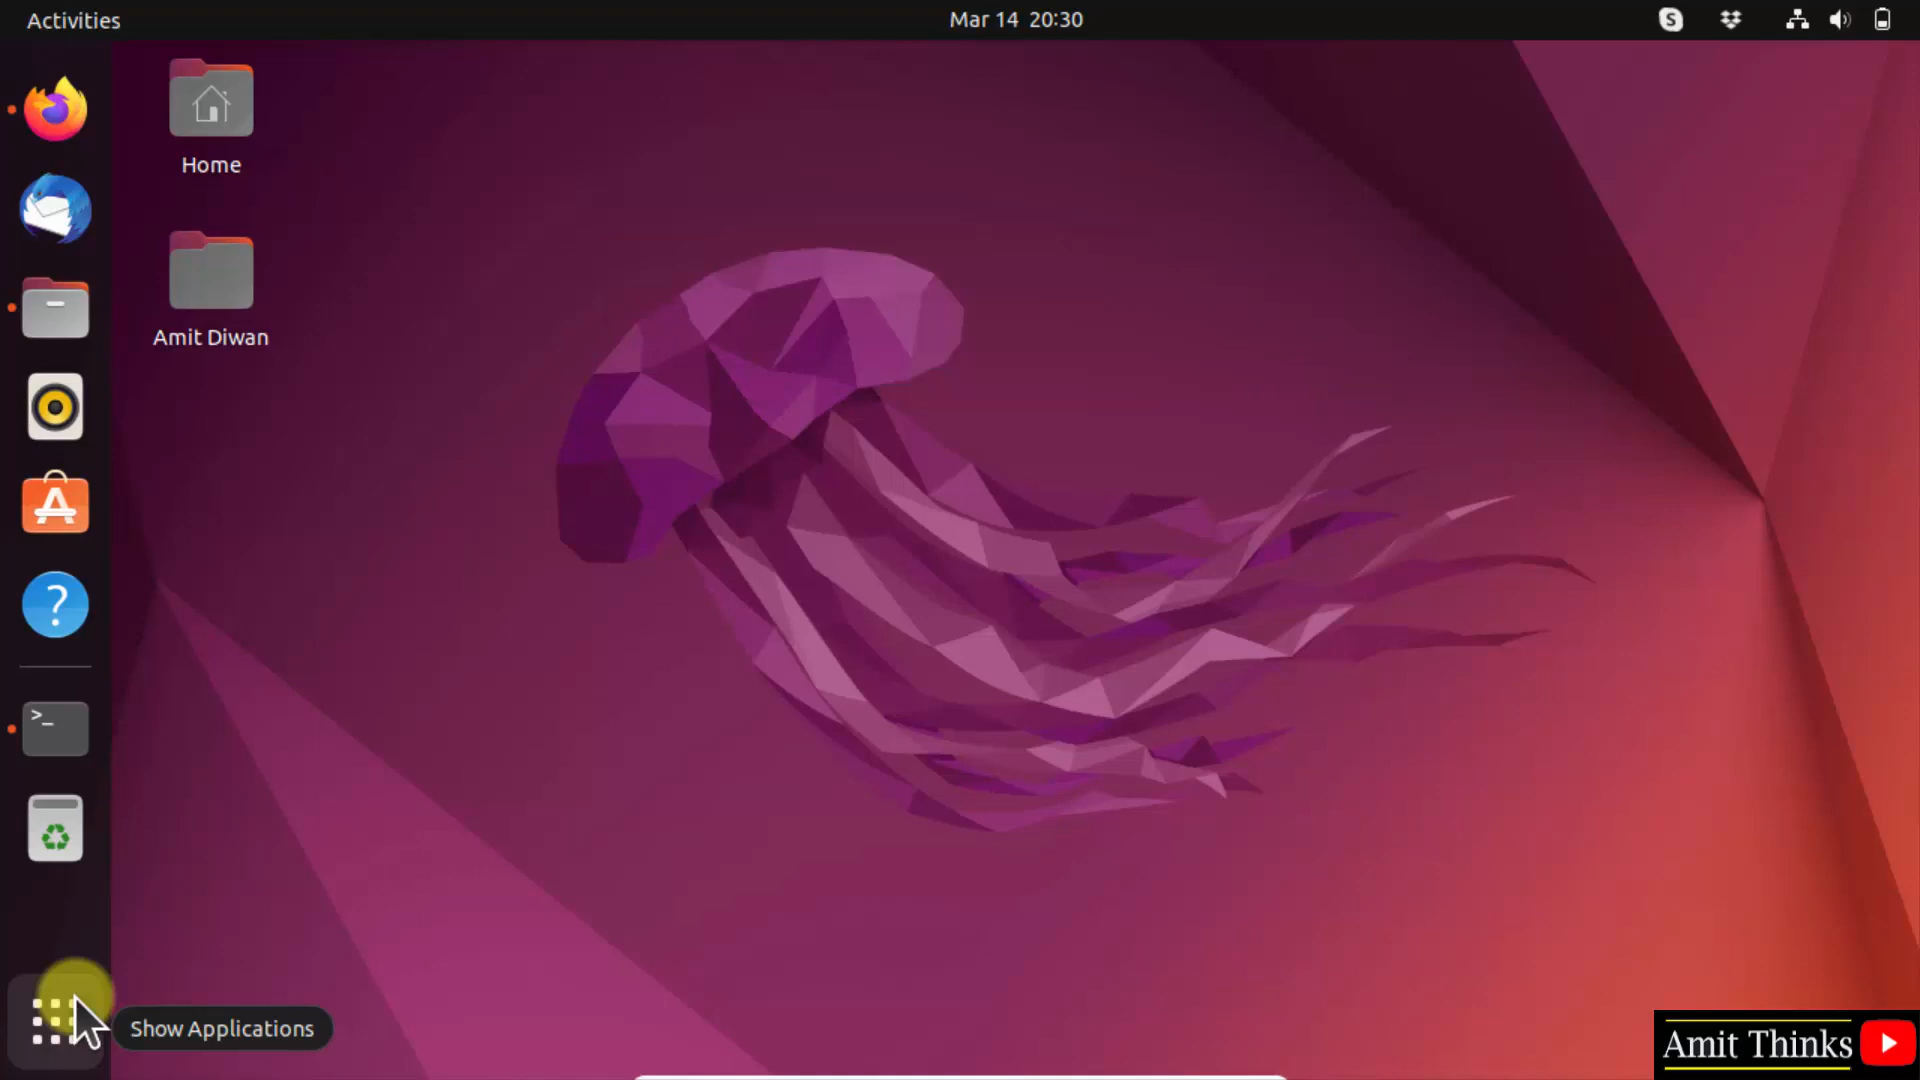 Activities
Mar 14 20:30
Home
Amit Diwan
Show Applications
Amit Thinks